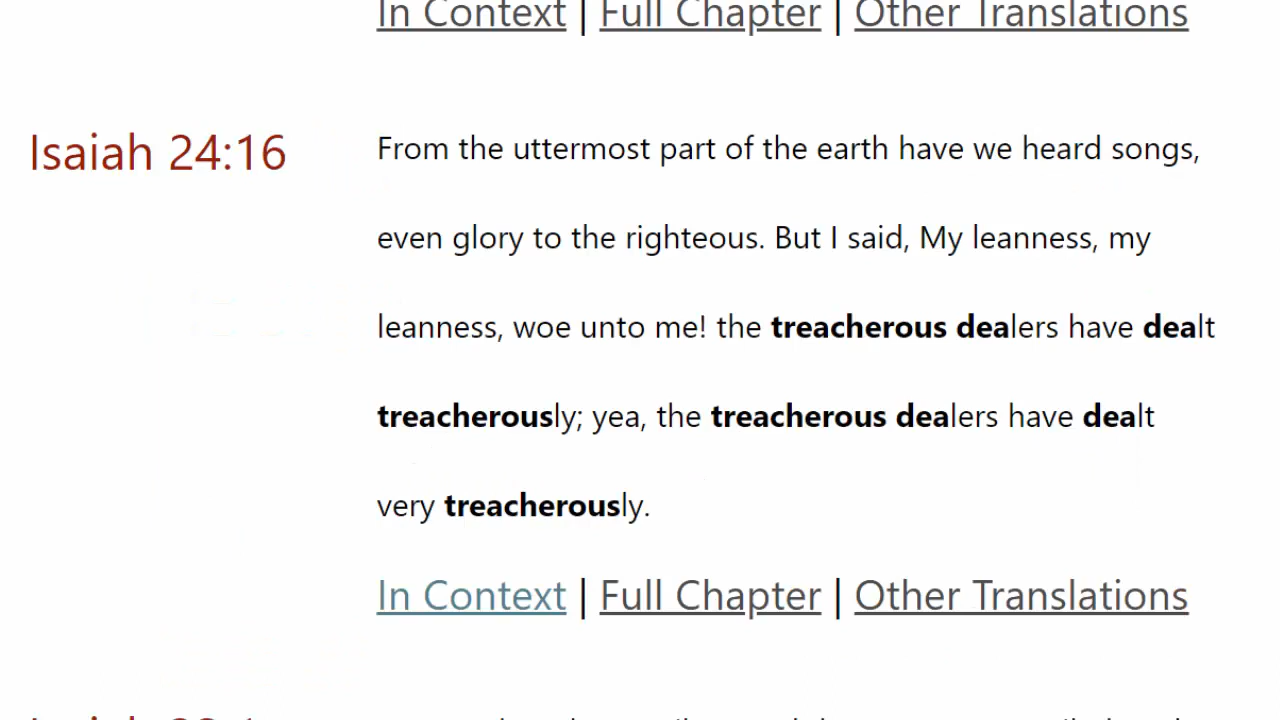 In Context | Full Chapter | Other Translations
Isaiah 24:16
From the uttermost part of the earth have we heard songs,
even glory to the righteous. But I said, My leanness, my
leanness, woe unto me! the treacherous dealers have dealt
treacherously; yea, the treacherous dealers have dealt
very treacherously.
In Context | Full Chapter | Other Translations